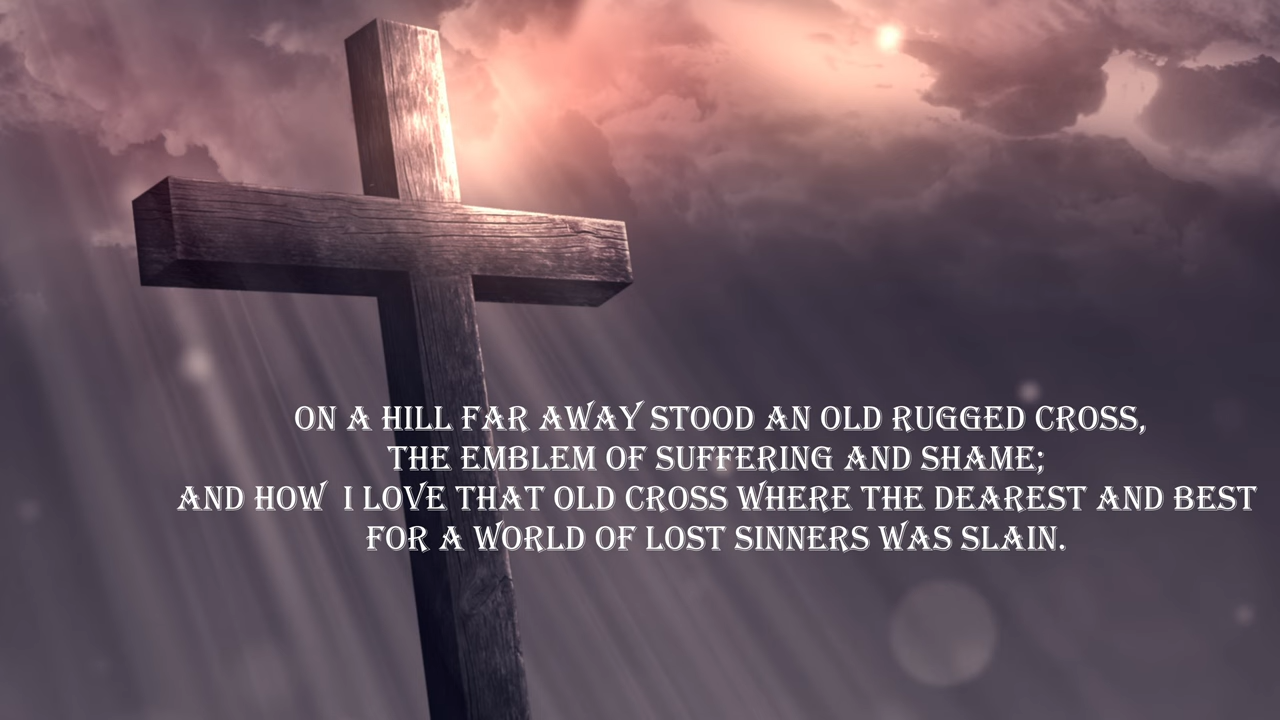 ON A HILL FAR AWAY STOOD AN OLD RUGGED CROSS,
THE EMBLEM OF SUFFERING AND SHAME;
AND HOW  I LOVE THAT OLD CROSS WHERE THE DEAREST AND BEST
FOR A WORLD OF LOST SINNERS WAS SLAIN.